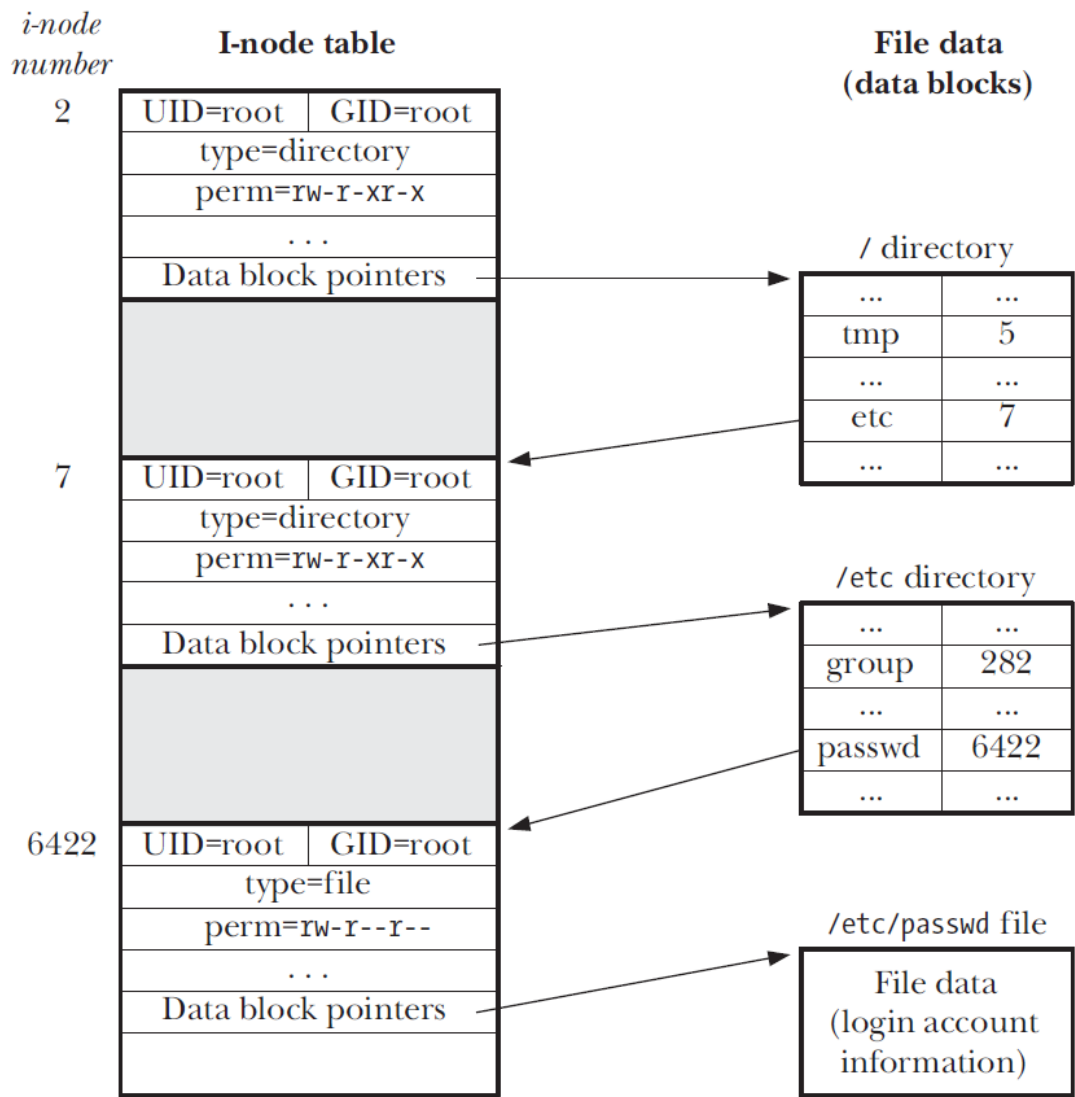 i-node
number
I-node table
File data
(data blocks)
2
UID=root GID=root
type=directory
perm=rw-r-xr-x
. . .
Data block pointers
/ directory
... ...
tmp 5
... ...
etc 7
... ...
7
UID=root GID=root
type=directory
perm=rw-r-xr-x
. . .
Data block pointers
/etc directory
... ...
group 282
... ...
passwd 6422
... ...
6422
UID=root GID=root
type=file
perm=rw-r--r--
. . .
Data block pointers
/etc/passwd file
File data
(login account
information)